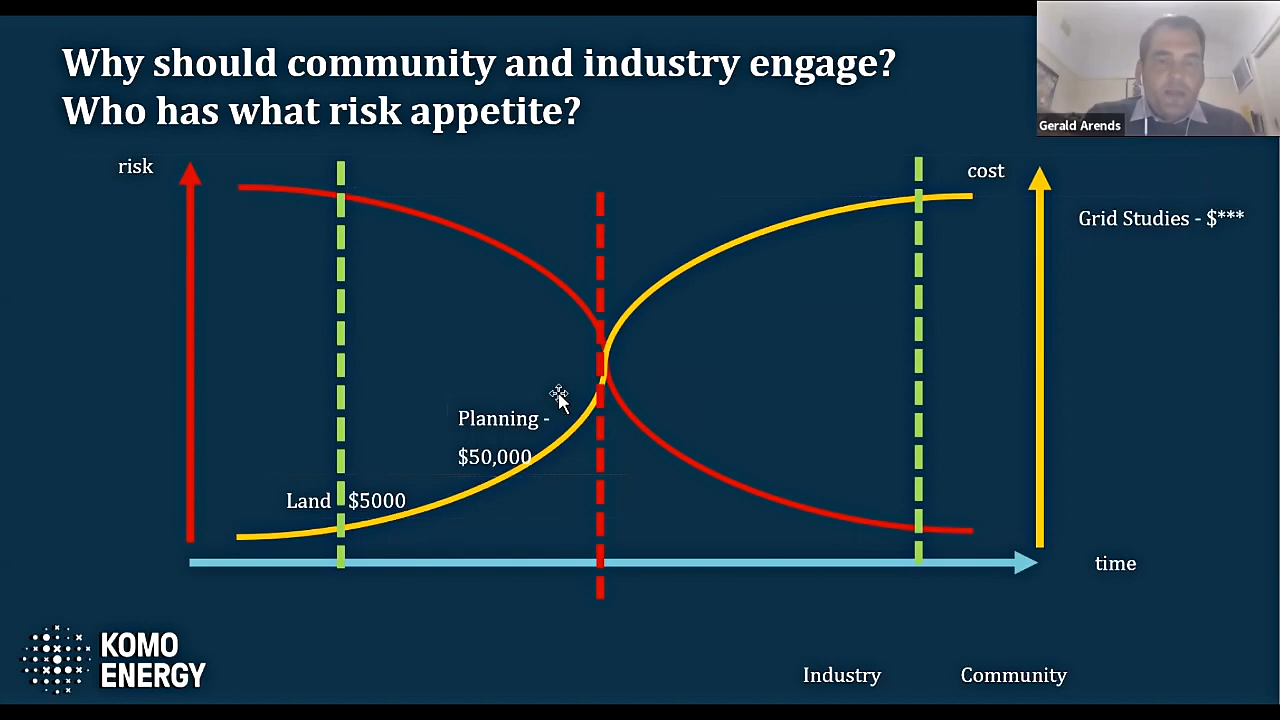 Why should community and industry engage?
Who has what risk appetite?
Gerald Arends
risk
cost
Grid Studies - $***
Planning -
$50,000
Land $5000
time
KOMO
ENERGY
Industry Community